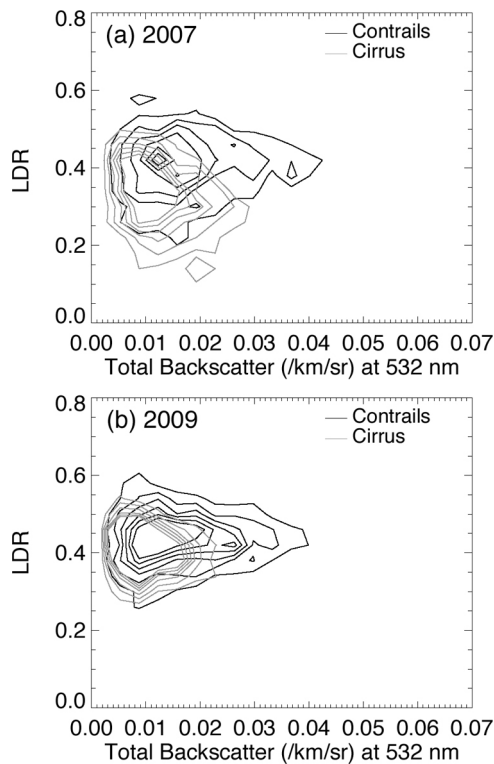 (a) 2007
Contrails
Cirrus
0.8
0.6
0.4
0.2
0.0
LDR
0.00 0.01 0.02 0.03 0.04 0.05 0.06 0.07
Total Backscatter (/km/sr) at 532 nm
(b) 2009
Contrails
Cirrus
0.8
0.6
0.4
0.2
0.0
LDR
0.00 0.01 0.02 0.03 0.04 0.05 0.06 0.07
Total Backscatter (/km/sr) at 532 nm